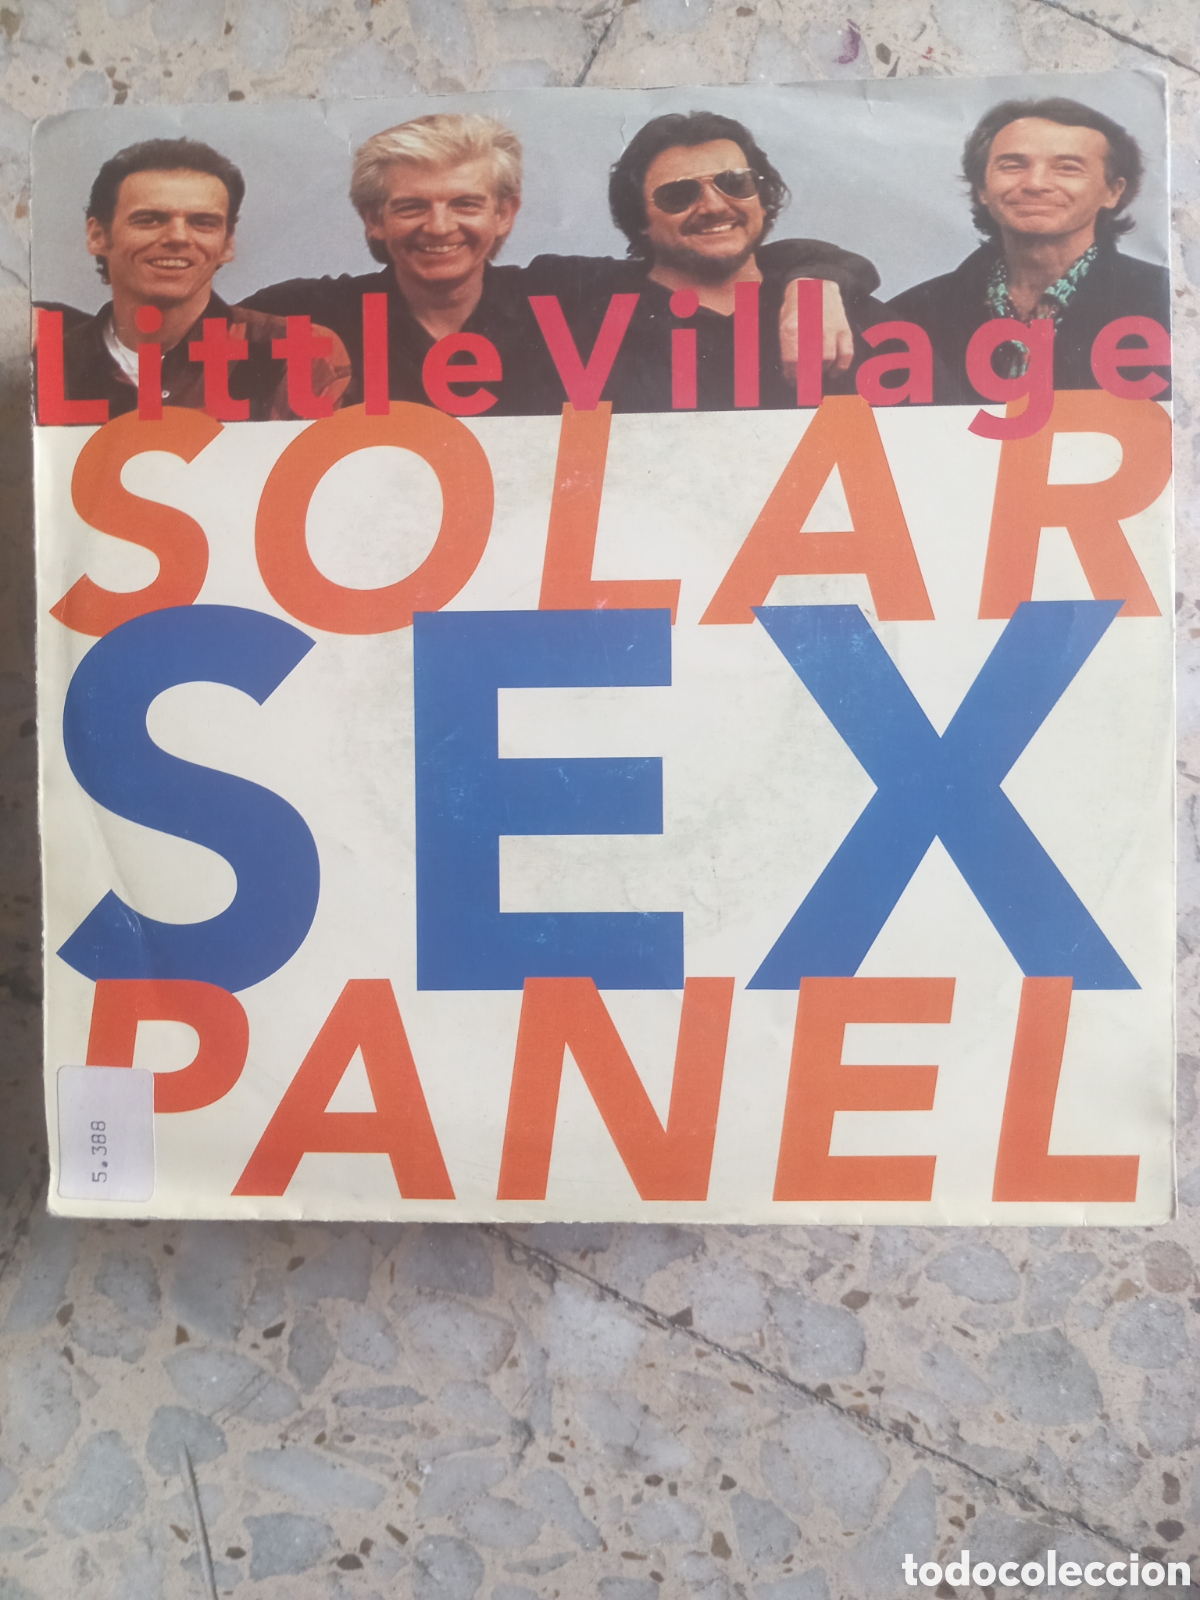 Little Village
SOLAR
SEX
PANEL
5.388
todocoleccion